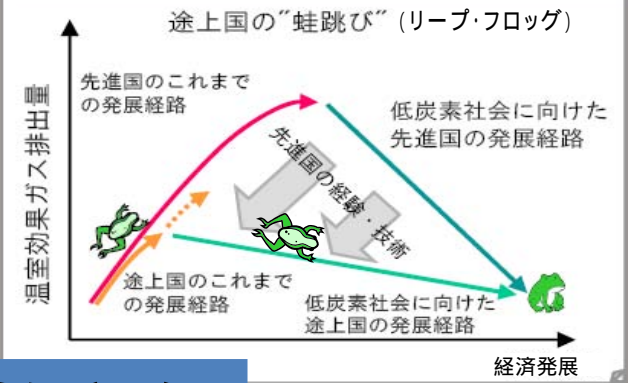 途上国の"蛙跳び" (リープ・フロッグ)
先進国のこれまで
の発展経路
低炭素社会に向けた
先進国の発展経路
温室効果ガス排出量
先進国の経験・技術
途上国のこれまで
の発展経路
低炭素社会に向けた
途上国の発展経路
経済発展